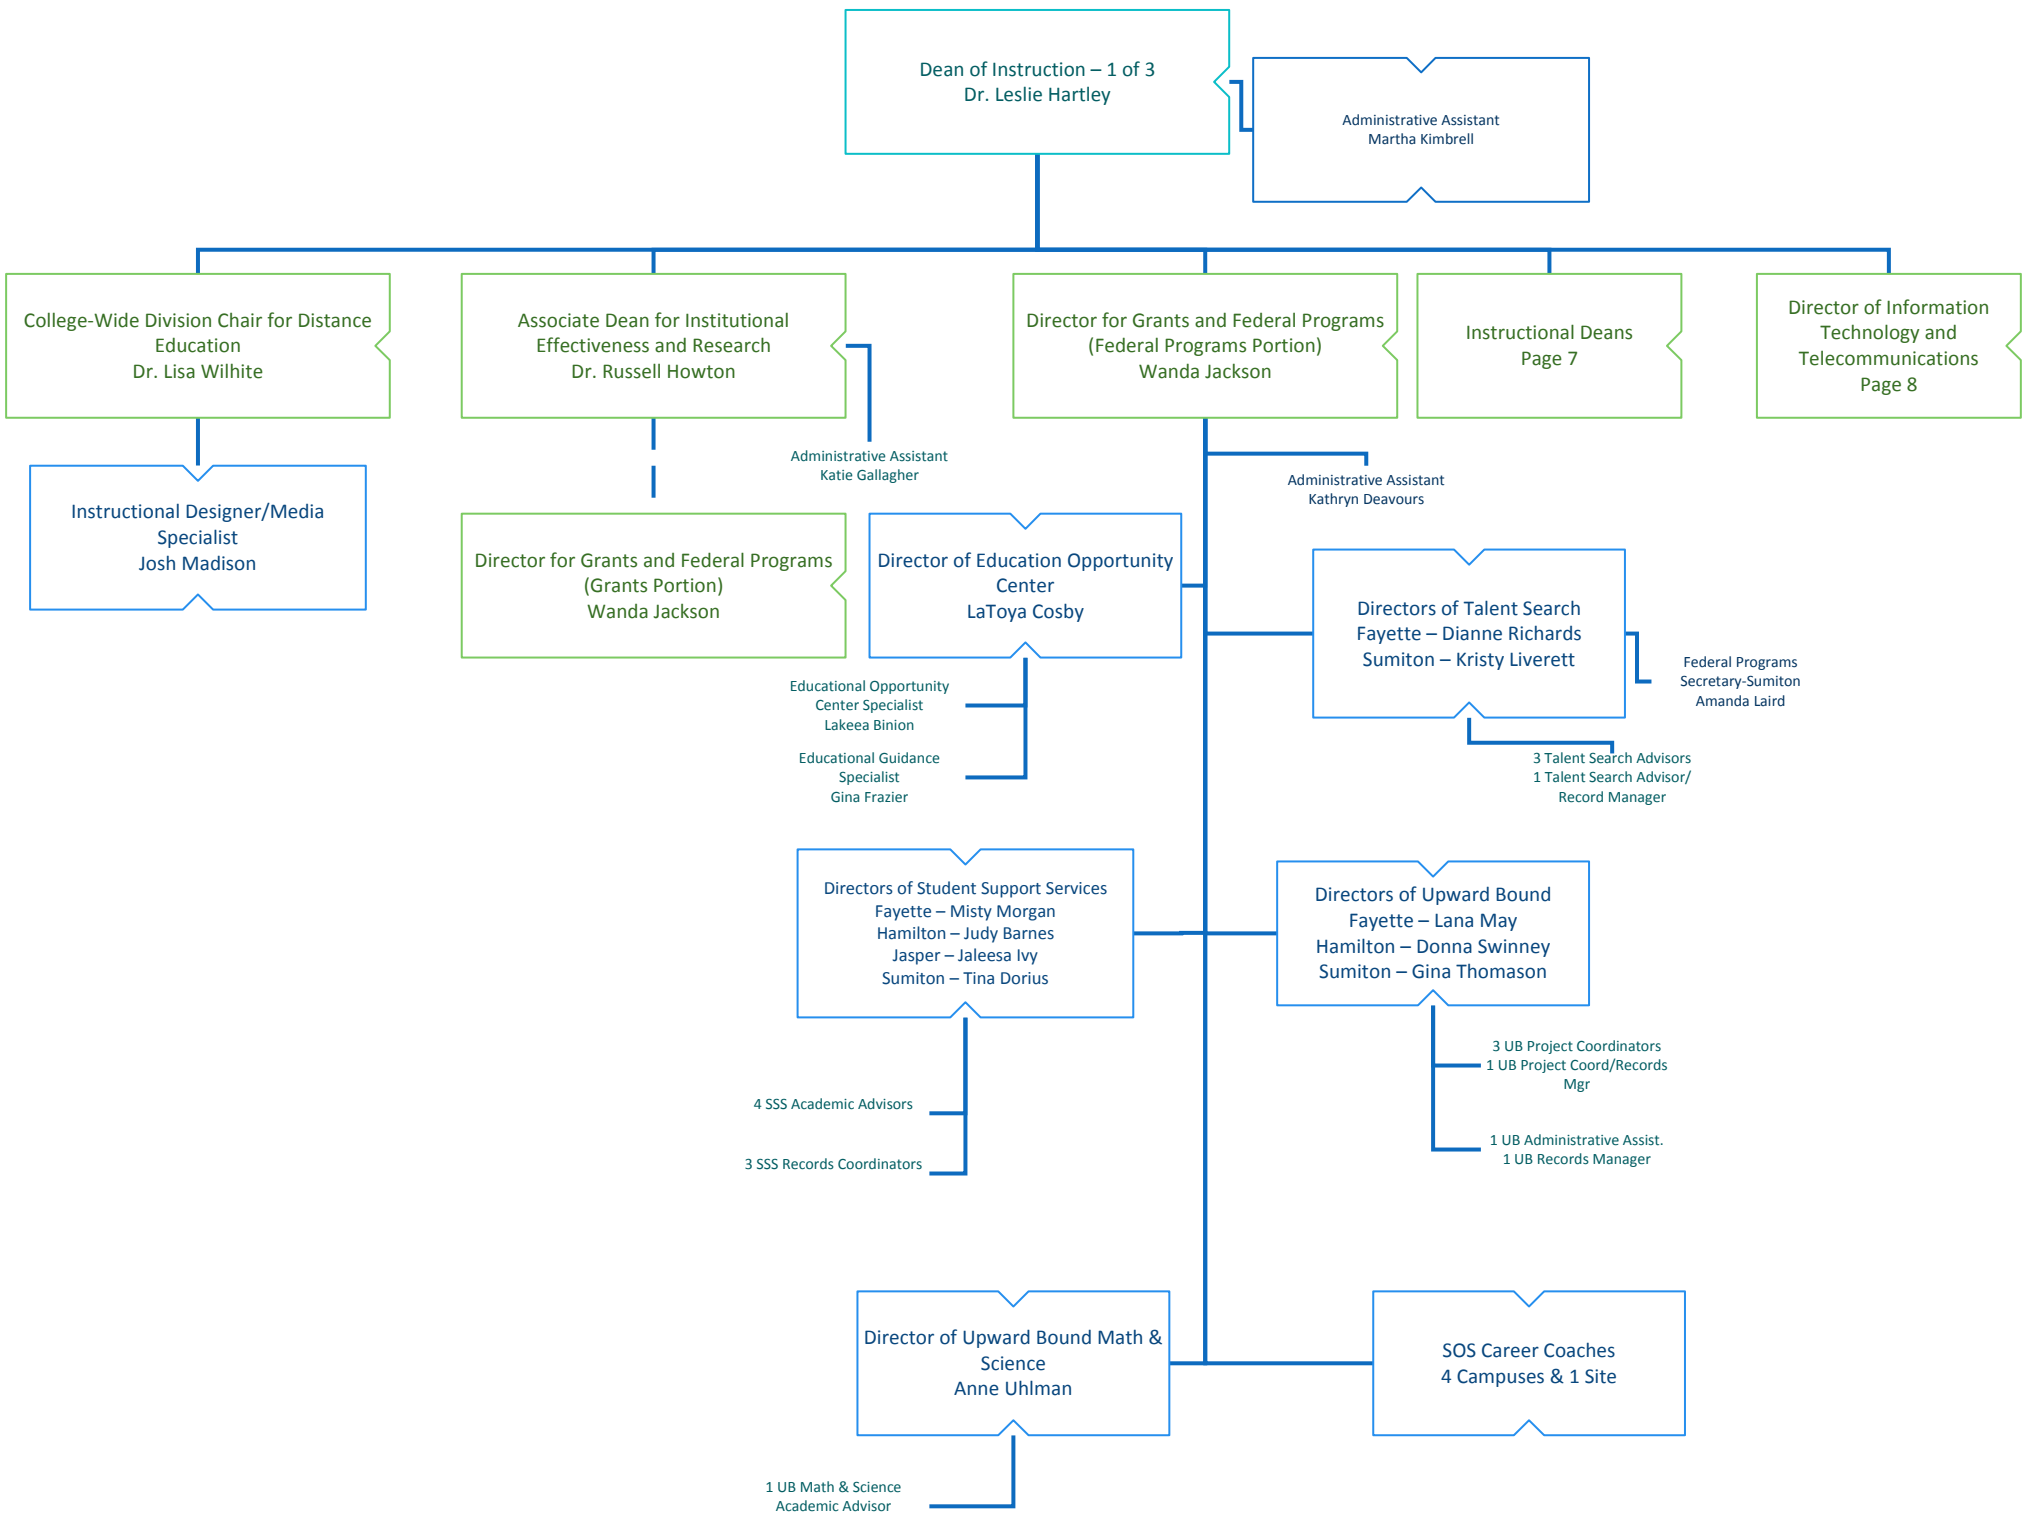 Dean of Instruction – 1 of 3
Dr. Leslie Hartley
Administrative Assistant
Martha Kimbrell
College-Wide Division Chair for Distance
Education
Dr. Lisa Wilhite
Associate Dean for Institutional
Effectiveness and Research
Dr. Russell Howton
Director for Grants and Federal Programs
(Federal Programs Portion)
Wanda Jackson
Instructional Deans
Page 7
Director of Information
Technology and
Telecommunications
Page 8
Administrative Assistant
Katie Gallagher
Administrative Assistant
Kathryn Deavours
Instructional Designer/Media
Specialist
Josh Madison
Director for Grants and Federal Programs
(Grants Portion)
Wanda Jackson
Director of Education Opportunity
Center
LaToya Cosby
Directors of Talent Search
Fayette – Dianne Richards
Sumiton – Kristy Liverett
Federal Programs
Secretary-Sumiton
Amanda Laird
Educational Opportunity
Center Specialist
Lakeea Binion
Educational Guidance
Specialist
Gina Frazier
3 Talent Search Advisors
1 Talent Search Advisor/
Record Manager
Directors of Student Support Services
Fayette – Misty Morgan
Hamilton – Judy Barnes
Jasper – Jaleesa Ivy
Sumiton – Tina Dorius
Directors of Upward Bound
Fayette – Lana May
Hamilton – Donna Swinney
Sumiton – Gina Thomason
3 UB Project Coordinators
1 UB Project Coord/Records
Mgr
4 SSS Academic Advisors
1 UB Administrative Assist.
1 UB Records Manager
3 SSS Records Coordinators
Director of Upward Bound Math &
Science
Anne Uhlman
SOS Career Coaches
4 Campuses & 1 Site
1 UB Math & Science
Academic Advisor